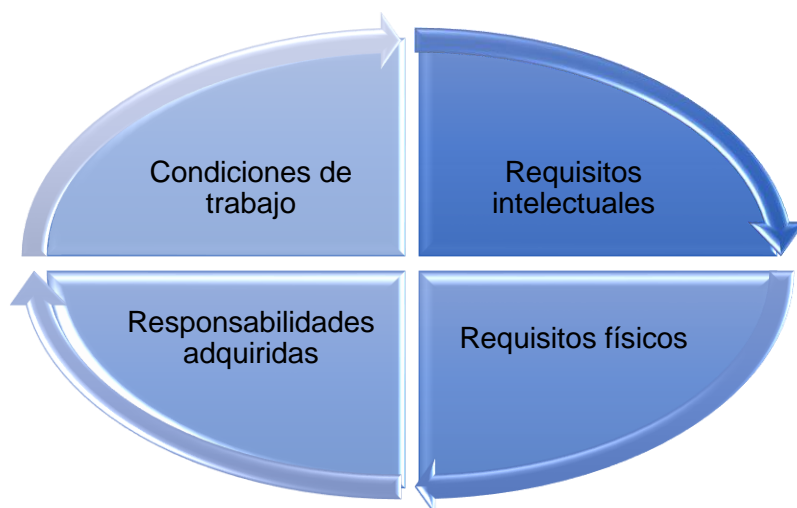 Condiciones de
trabajo
Requisitos
intelectuales
Responsabilidades
adquiridas
Requisitos físicos